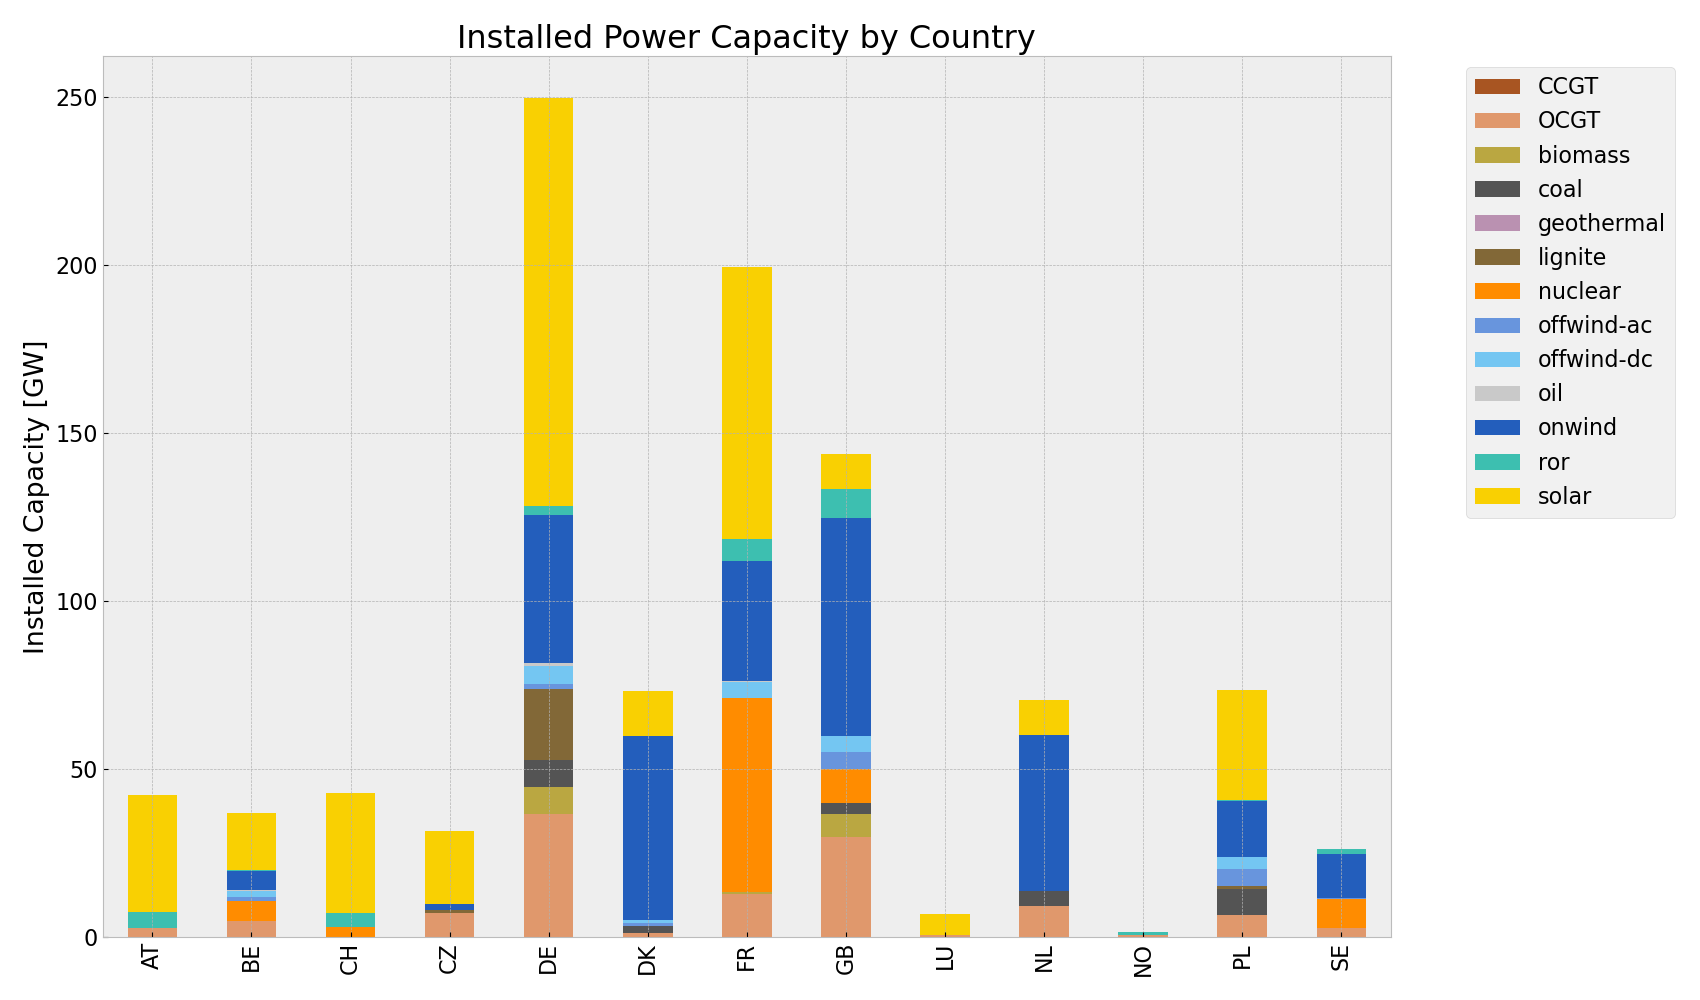 Installed Power Capacity by Country
Installed Capacity [GW]
250
200
150
100
50
0
AT
BE
CH
CZ
DE
DK
FR
GB
LU
NL
NO
PL
SE
CCGT
OCGT
biomass
coal
geothermal
lignite
nuclear
offwind-ac
offwind-dc
oil
onwind
ror
solar